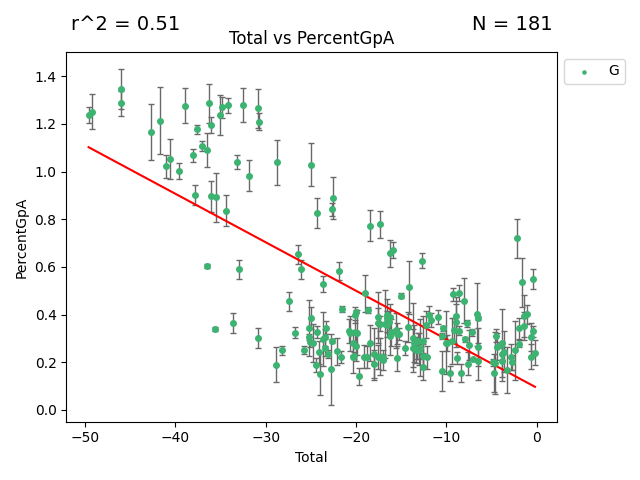 r^2 = 0.51 N = 181
Total vs PercentGpA
G
1.4
1.2
1.0
0.8
0.6
0.4
0.2
0.0
PercentGpA
−50 −40 −30 −20 −10 0
Total